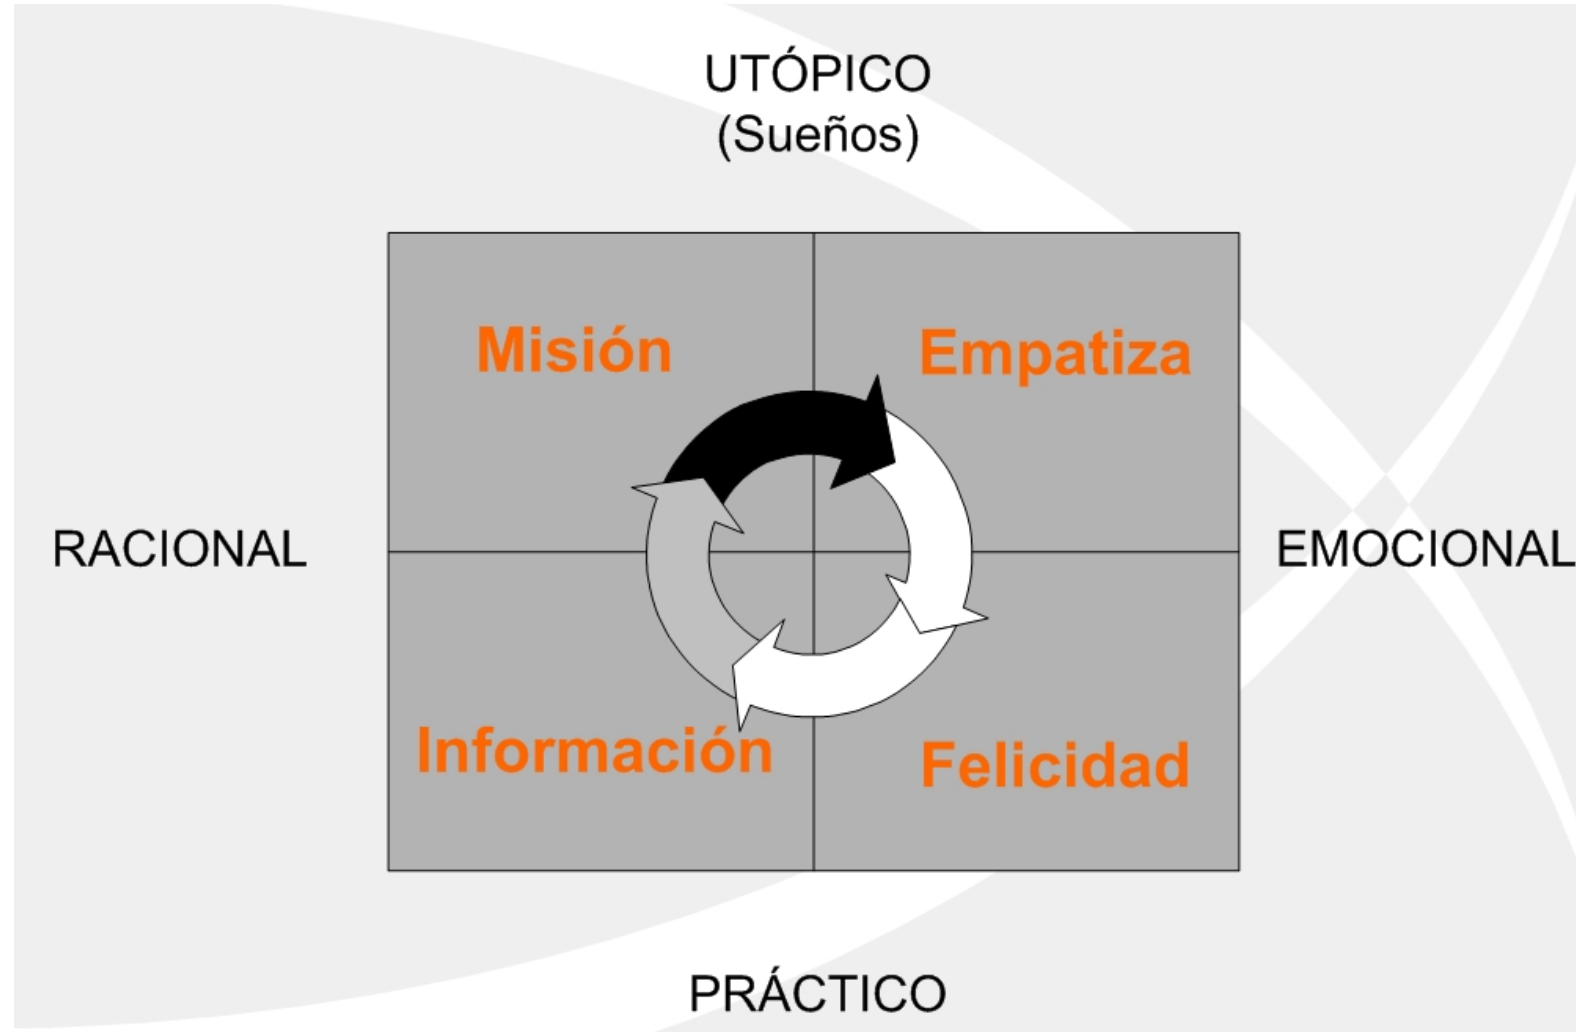 UTÓPICO
(Sueños)
Misión
Empatiza
RACIONAL
EMOCIONAL
Información
Felicidad
PRÁCTICO